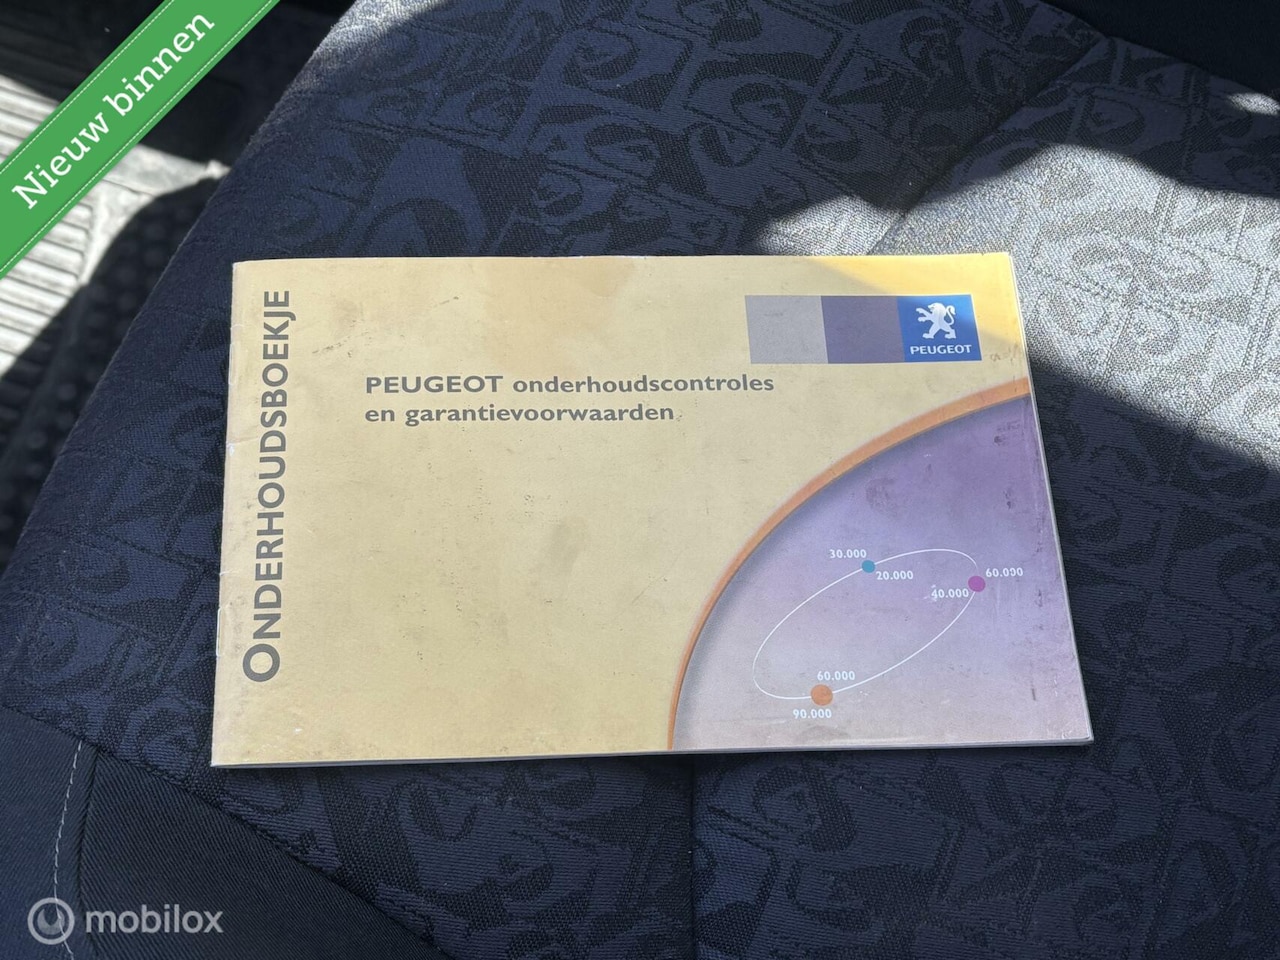 Nieuw binnen
ONDERHOUDSBOEKJE
PEUGEOT
PEUGEOT onderhoudscontroles
en garantievoorwaarden
30.000
20.000
60.000
40.000
60.000
90.000
mobilox